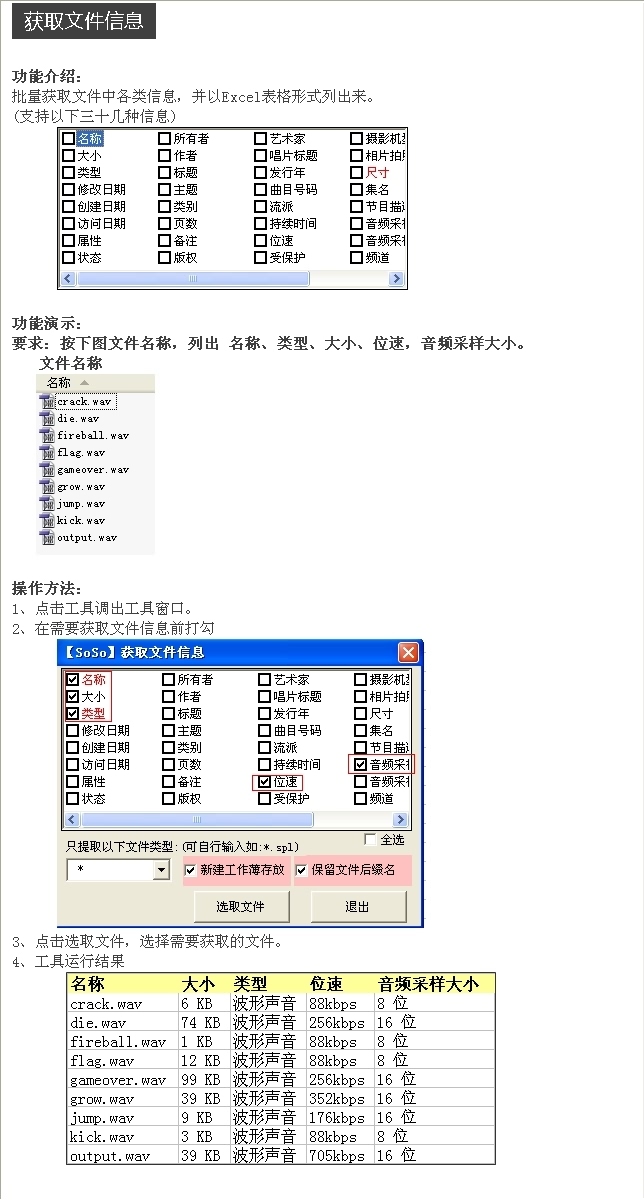 获取文件信息
功能介绍:
批量获取文件中各类信息，并以Excel表格形式列出来。
(支持以下三十几种信息)
名称 所有者 艺术家 摄影机
大小 作者 唱片标题 相片拍
类型 标题 发行年 尺寸
修改日期 主题 曲目号码 集名
创建日期 类别 流派 节目描
访问日期 页数 持续时间 音频采
属性 备注 位速 音频采
状态 版权 受保护 频道
功能演示:
要求: 按下图文件名称，列出 名称、类型、大小、位速，音频采样大小。
文件名称
名称
crack.wav
die.wav
fireball.wav
flag.wav
gameover.wav
grow.wav
jump.wav
kick.wav
output.wav
操作方法:
1、点击工具调出工具窗口。
2、在需要获取文件信息前打勾
【SoSo】获取文件信息
名称 所有者 艺术家 摄影机
大小 作者 唱片标题 相片拍
类型 标题 发行年 尺寸
修改日期 主题 曲目号码 集名
创建日期 类别 流派 节目描
访问日期 页数 持续时间 音频采
属性 备注 位速 音频采
状态 版权 受保护 频道
只提取以下文件类型:(可自行输入如:*.spl) 全选
* 新建工作薄存放 保留文件后缀名
选取文件 退出
3、点击选取文件，选择需要获取的文件。
4、工具运行结果
名称 大小 类型 位速 音频采样大小
crack.wav 6 KB 波形声音 88kbps 8 位
die.wav 74 KB 波形声音 256kbps 16 位
fireball.wav 1 KB 波形声音 88kbps 8 位
flag.wav 12 KB 波形声音 88kbps 8 位
gameover.wav 99 KB 波形声音 256kbps 16 位
grow.wav 39 KB 波形声音 352kbps 16 位
jump.wav 9 KB 波形声音 176kbps 16 位
kick.wav 3 KB 波形声音 88kbps 8 位
output.wav 39 KB 波形声音 705kbps 16 位